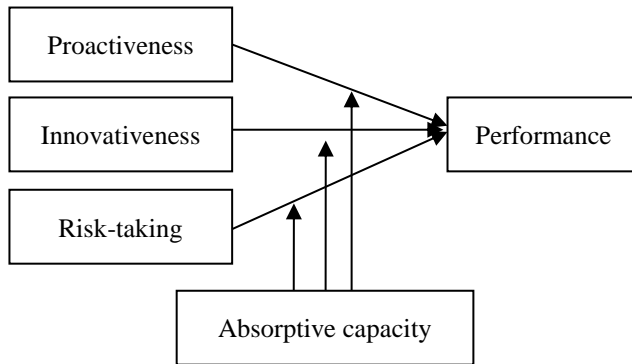 Proactiveness
Innovativeness
Performance
Risk-taking
Absorptive capacity